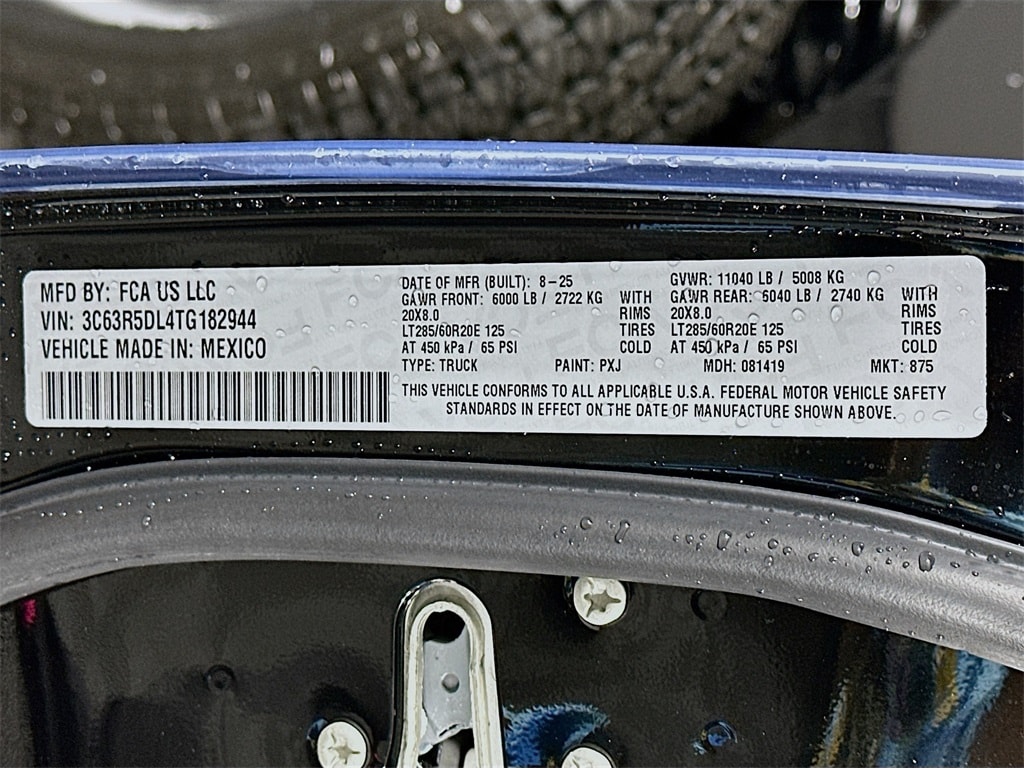 MFD BY: FCA US LLC
VIN: 3C63R5DL4TG182944
VEHICLE MADE IN: MEXICO
DATE OF MFR (BUILT): 8-25
GAWR FRONT: 6000 LB / 2722 KG WITH
20X8.0 RIMS
LT285/60R20E 125 TIRES
AT 450 kPa / 65 PSI COLD
GVWR: 11040 LB / 5008 KG
GAWR REAR: 6040 LB / 2740 KG WITH
20X8.0 RIMS
LT285/60R20E 125 TIRES
AT 450 kPa / 65 PSI COLD
TYPE: TRUCK PAINT: PXJ MDH: 081419 MKT: 875
THIS VEHICLE CONFORMS TO ALL APPLICABLE U.S.A. FEDERAL MOTOR VEHICLE SAFETY
STANDARDS IN EFFECT ON THE DATE OF MANUFACTURE SHOWN ABOVE.